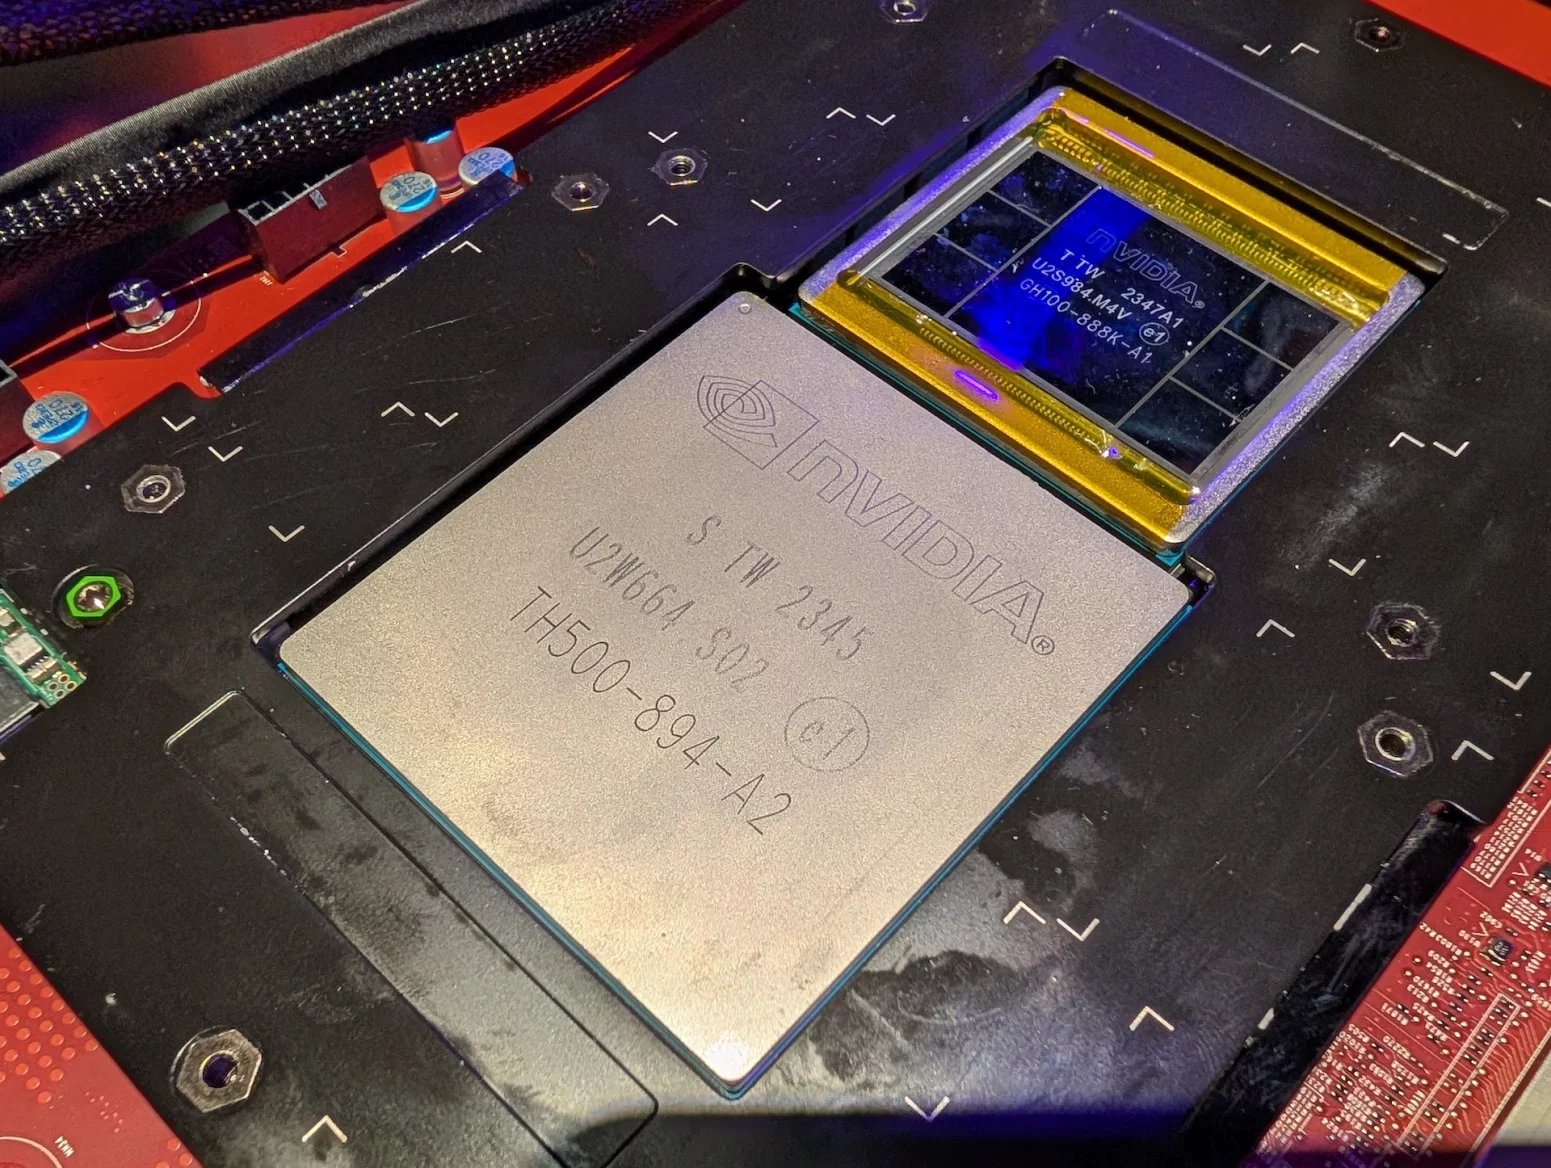 NVIDIA®
T TW 2347A1
U2S984.M4V e1
GH100-888K-A1
NVIDIA®
S TW 2345
U2W664.S02 e1
TH500-894-A2